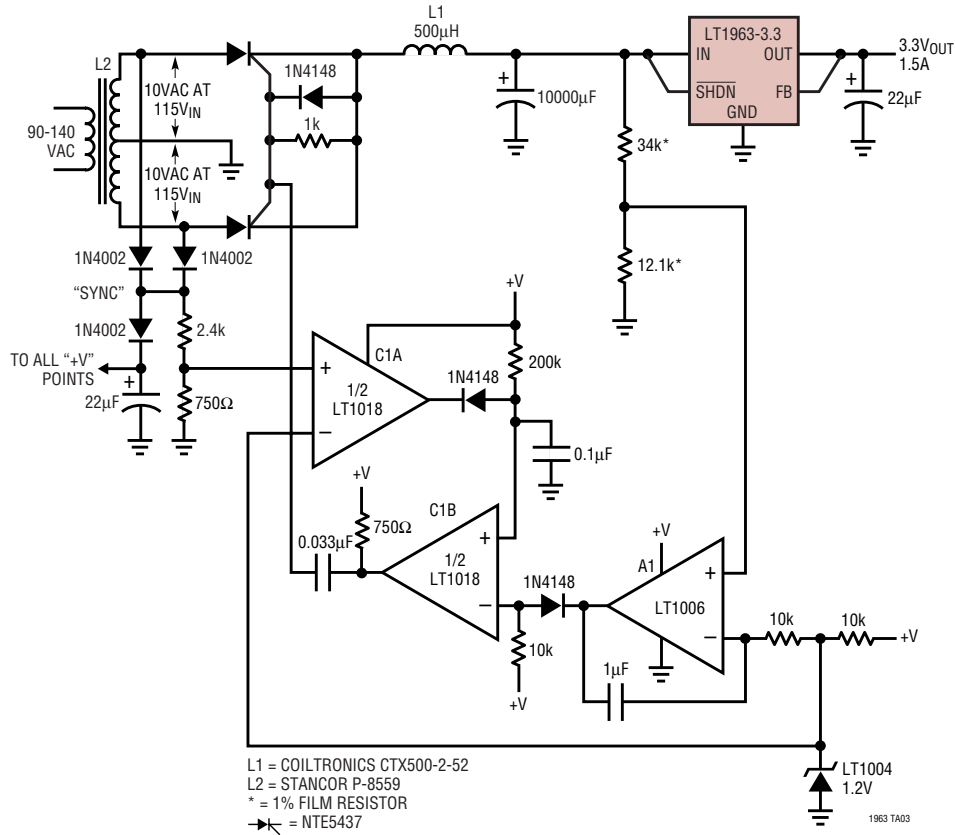 L1
500µH
LT1963-3.3
IN
OUT
SHDN
FB
GND
3.3VOUT
1.5A
L2
10VAC AT
115VIN
1N4148
1k
+
10000µF
+
22µF
90-140
VAC
10VAC AT
115VIN
34k*
12.1k*
1N4002
1N4002
"SYNC"
1N4002
2.4k
TO ALL "+V"
POINTS
+
22µF
750Ω
+V
C1A
+
1/2
LT1018
–
200k
1N4148
0.1µF
+V
750Ω
0.033µF
C1B
+
1/2
LT1018
–
1N4148
10k
+V
+V
A1
+
LT1006
–
10k
10k
+V
1µF
LT1004
1.2V
L1 = COILTRONICS CTX500-2-52
L2 = STANCOR P-8559
* = 1% FILM RESISTOR
= NTE5437
1963 TA03